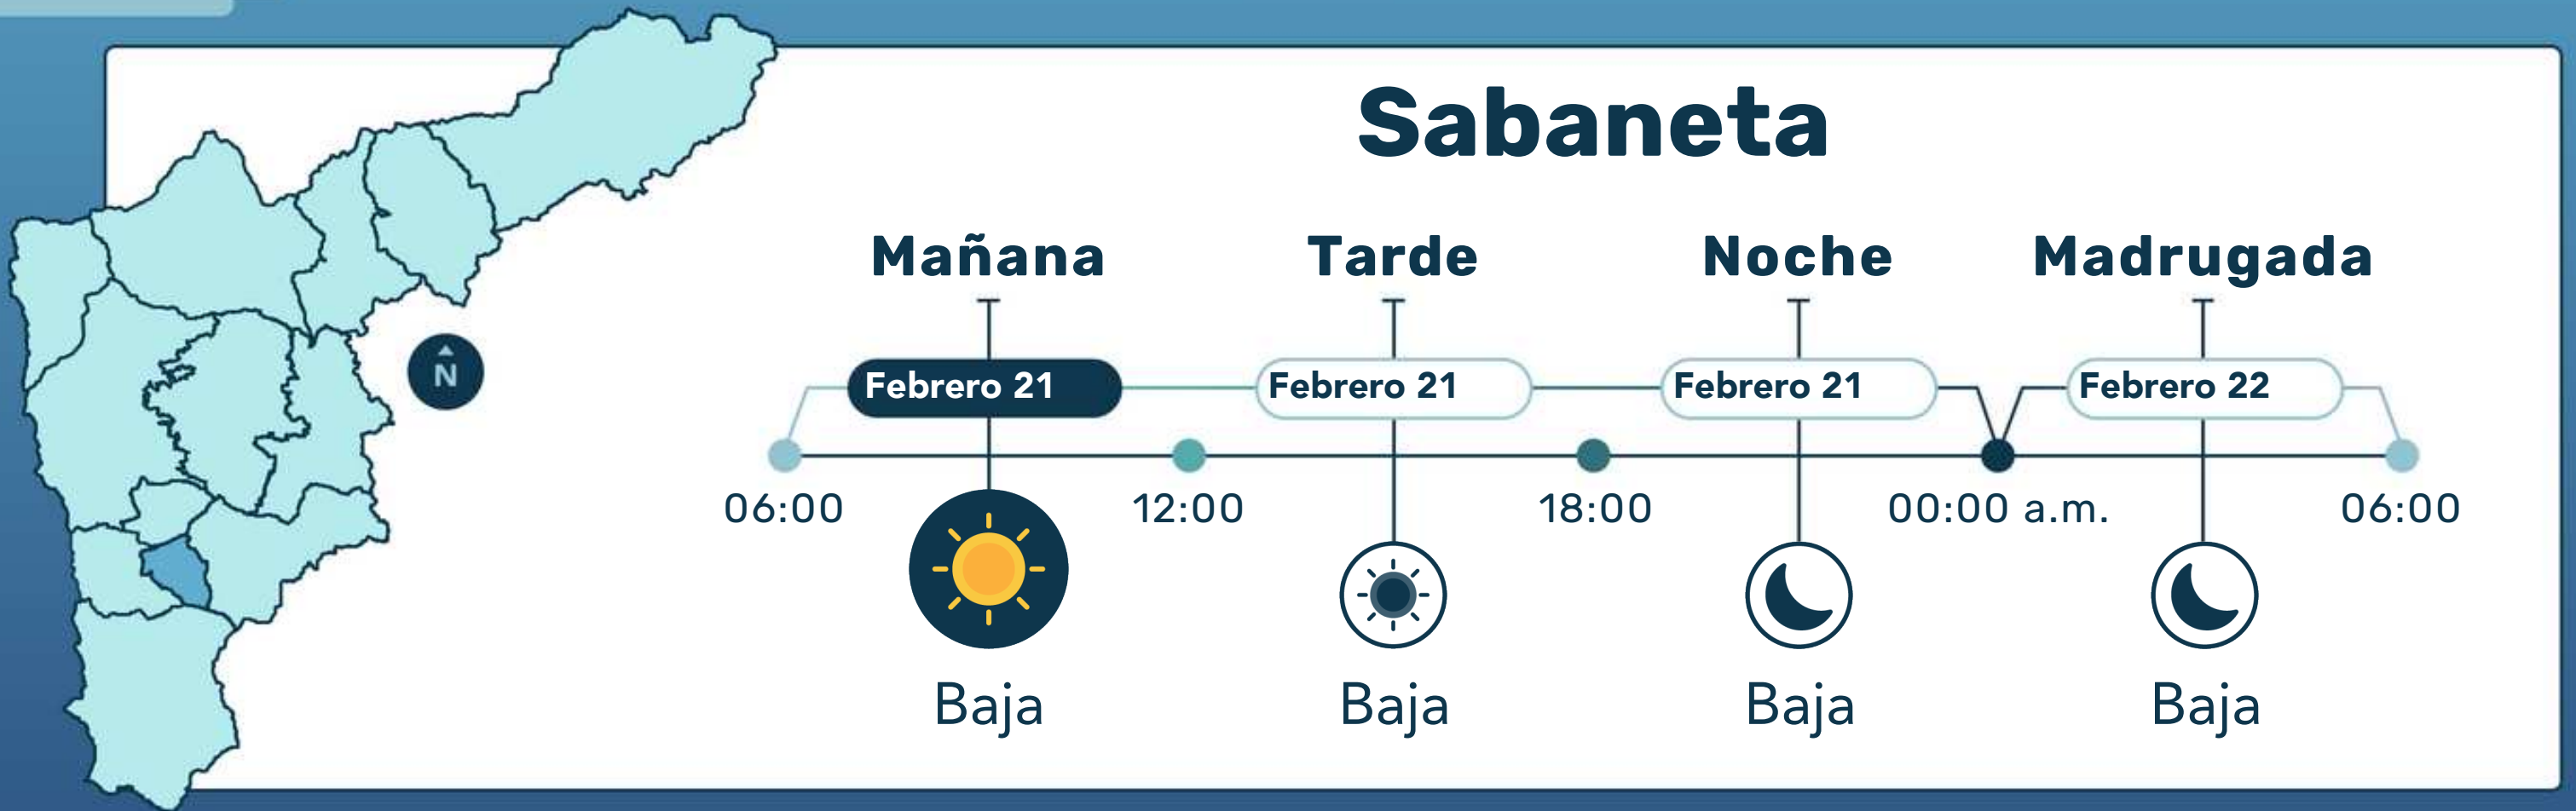 Sabaneta
Mañana Tarde Noche Madrugada
N
Febrero 21 Febrero 21 Febrero 21 Febrero 22
06:00 12:00 18:00 00:00 a.m. 06:00
Baja Baja Baja Baja